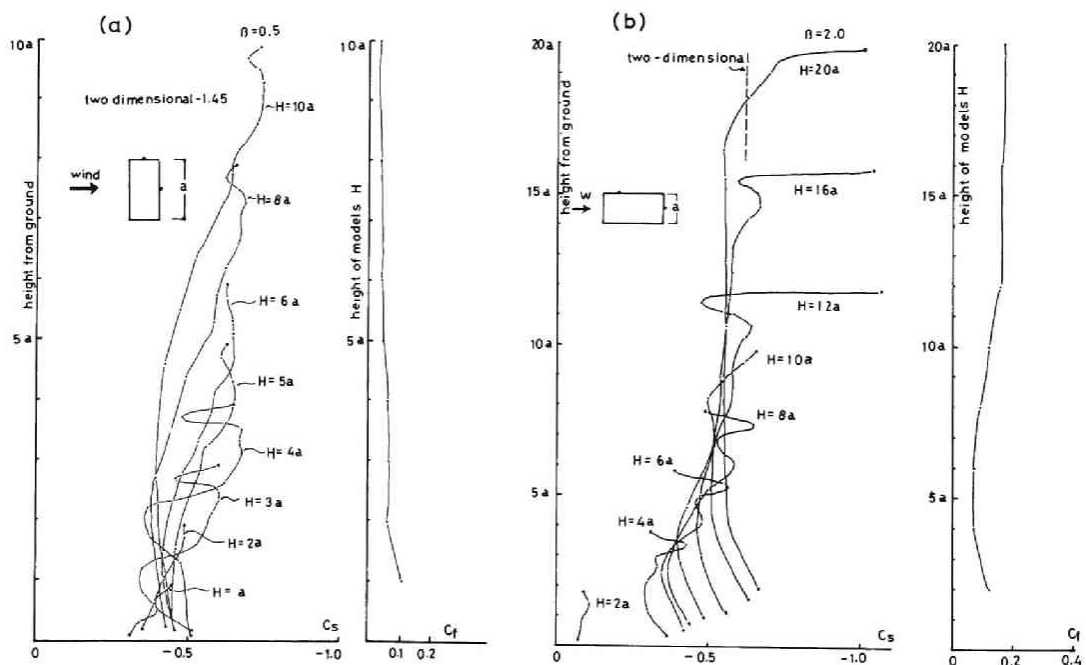 (a)
10a
ß=0.5
two dimensional -1.45
H=10a
wind
a
H=8a
height from ground
H=6a
5a
H=5a
H=4a
H=3a
H=2a
H=a
0
-0.5
Cs
-1.0
10a
height of models H
5a
0.1
0.2
Cf
(b)
20a
ß=2.0
two-dimensional
H=20a
height from ground
15a
H=16a
W
a
H=12a
10a
H=10a
H=8a
H=6a
5a
H=4a
H=2a
0
-0.5
Cs
-1.0
20a
height of models H
15a
10a
5a
0
0.2
Cf
0.4